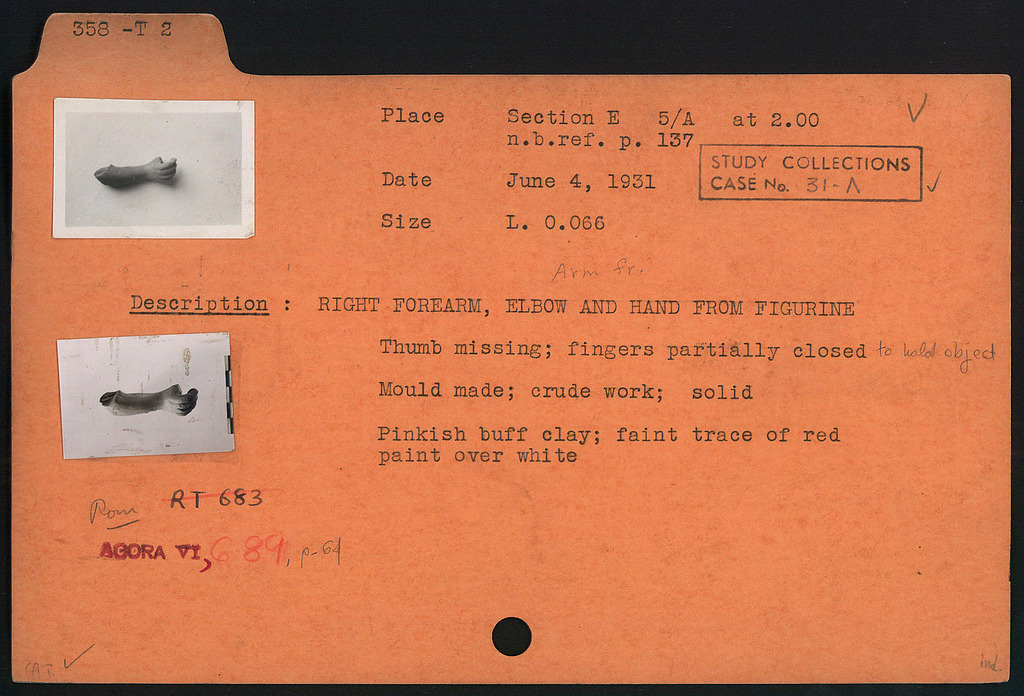 358 -T 2
Place Section E 5/A at 2.00
n.b.ref. p. 137
STUDY COLLECTIONS
CASE No. 31-Λ
Date June 4, 1931
Size L. 0.066
Arm fr.
Description : RIGHT FOREARM, ELBOW AND HAND FROM FIGURINE
Thumb missing; fingers partially closed to hold object
Mould made; crude work; solid
Pinkish buff clay; faint trace of red
paint over white
Rom RT 683
AGORA VI, 689, p. 64
CAT.
ind.